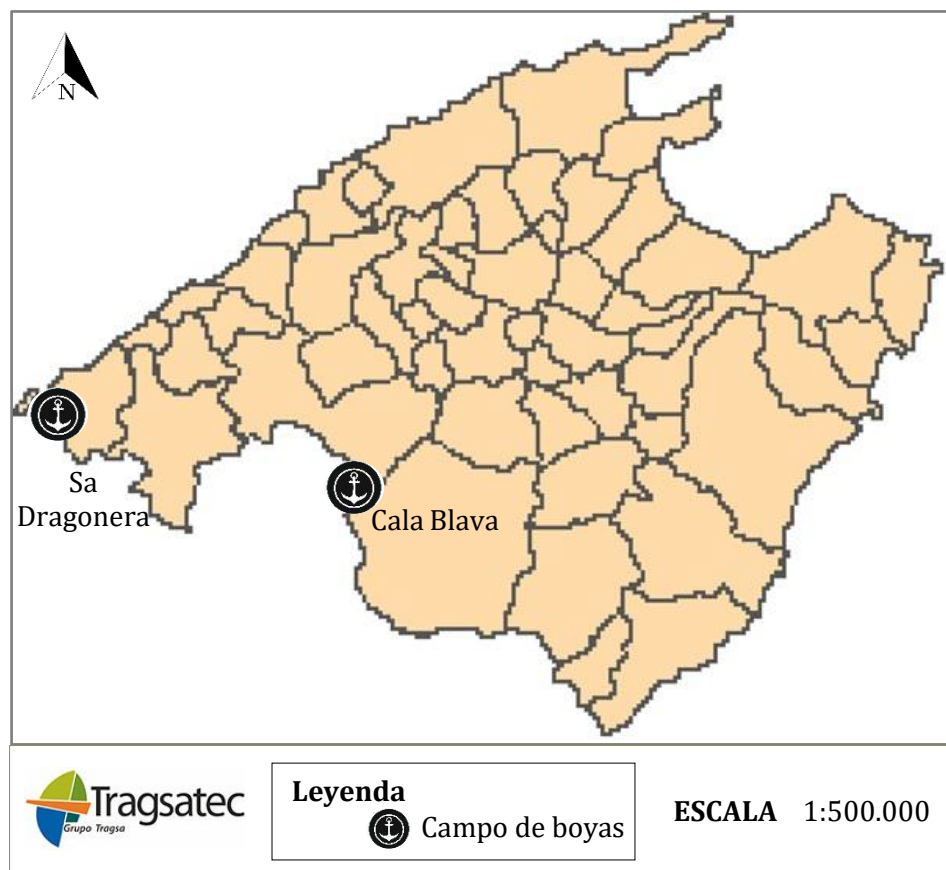 N
Sa
Dragonera
Cala Blava
Tragsatec
Grupo Tragsa
Leyenda
Campo de boyas
ESCALA 1:500.000